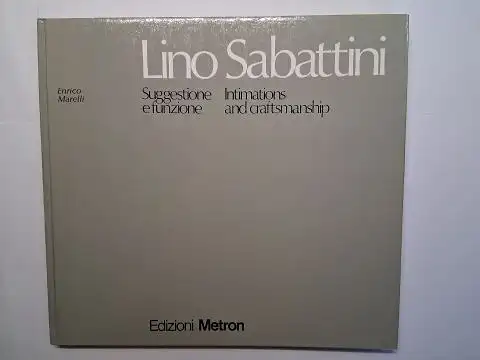 Lino Sabattini
Enrico
Marelli
Suggestione
e funzione
Intimations
and craftsmanship
Edizioni Metron